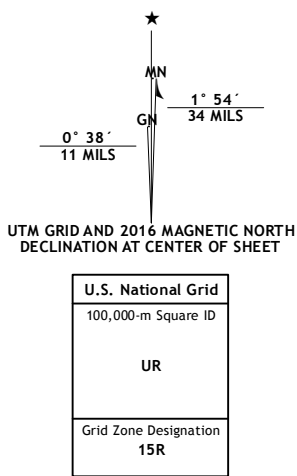 ★
MN
1° 54´
34 MILS
GN
0° 38´
11 MILS
UTM GRID AND 2016 MAGNETIC NORTH
DECLINATION AT CENTER OF SHEET
U.S. National Grid
100,000-m Square ID
UR
Grid Zone Designation
15R